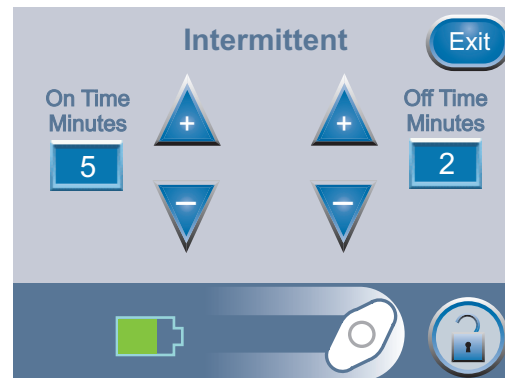 Intermittent
Exit
On Time
Minutes
5
+
−
+
−
Off Time
Minutes
2